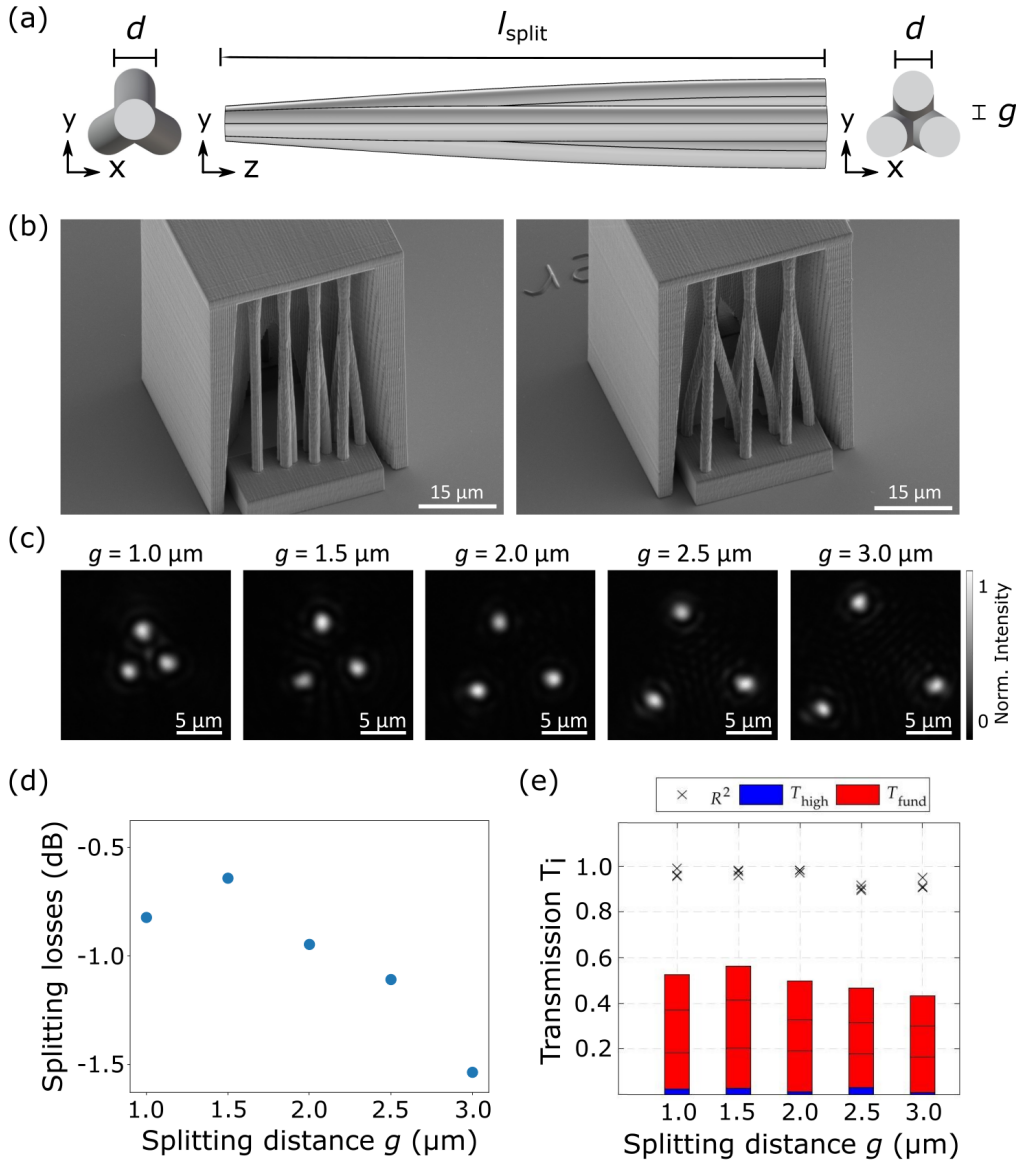 (a)
d
l_split
d
g
y
x
y
z
y
x
(b)
15 µm
15 µm
(c)
g = 1.0 µm
g = 1.5 µm
g = 2.0 µm
g = 2.5 µm
g = 3.0 µm
5 µm
5 µm
5 µm
5 µm
5 µm
1
0
Norm. Intensity
(d)
Splitting losses (dB)
-0.5
-1.0
-1.5
1.0 1.5 2.0 2.5 3.0
Splitting distance g (µm)
(e)
R² T_high T_fund
Transmission T_i
1.0
0.8
0.6
0.4
0.2
1.0 1.5 2.0 2.5 3.0
Splitting distance g (µm)